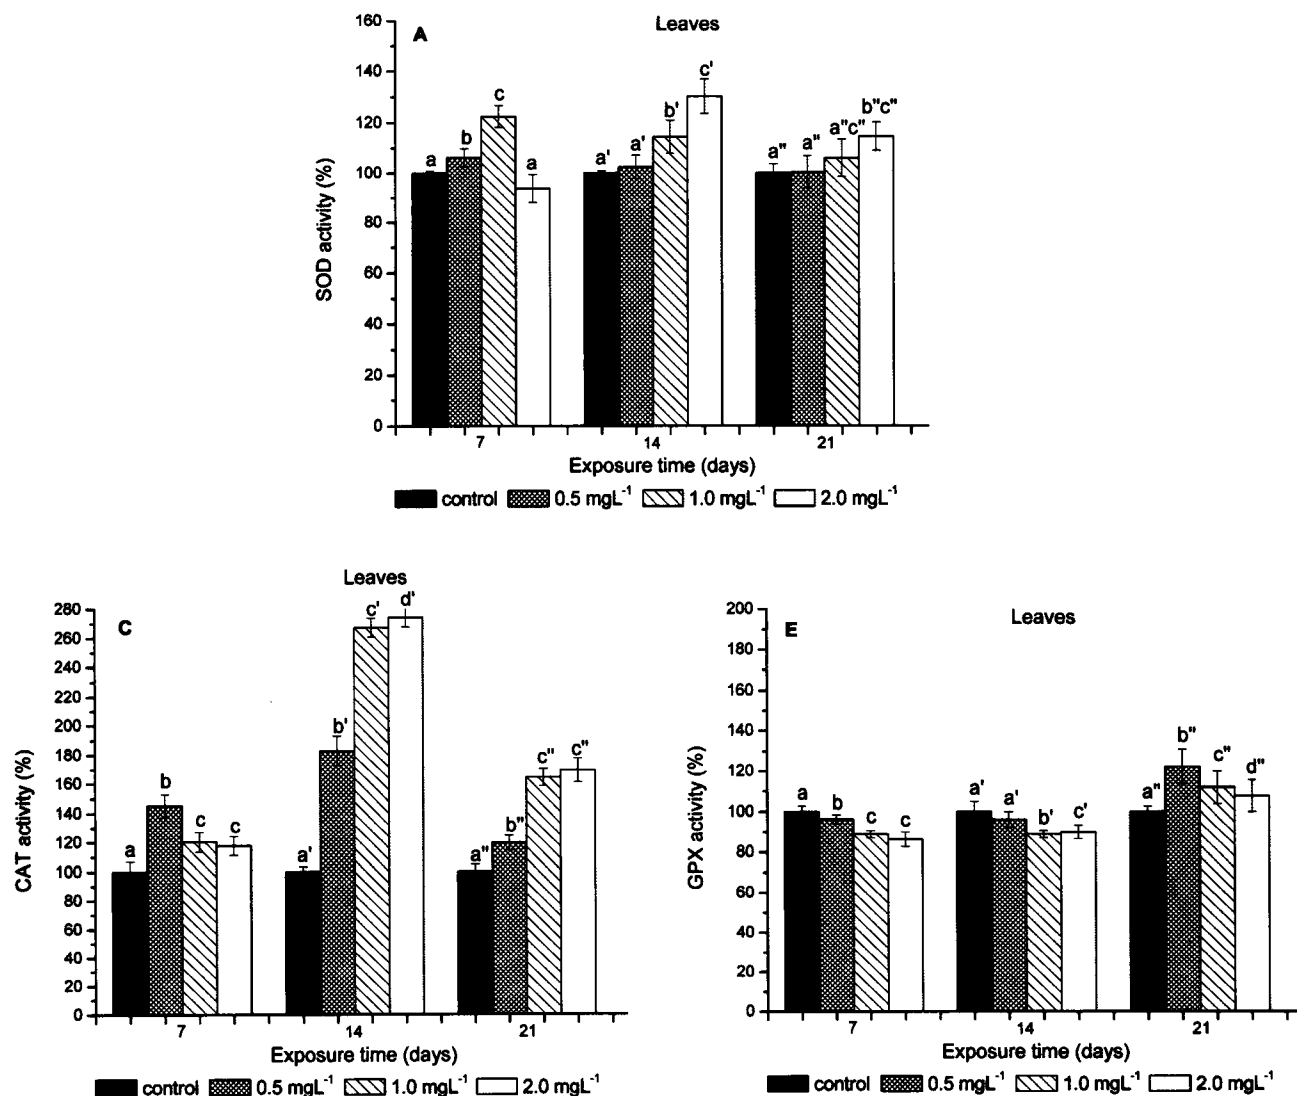 A
Leaves
160
140
120
100
80
60
40
20
0
SOD activity (%)
a b c a
a' a' b' c'
a" a" a"c" b"c"
7 14 21
Exposure time (days)
control 0.5 mgL⁻¹ 1.0 mgL⁻¹ 2.0 mgL⁻¹
C
Leaves
280
260
240
220
200
180
160
140
120
100
80
60
40
20
0
CAT activity (%)
a b c c
a' b' c' d'
a" b" c" c"
7 14 21
Exposure time (days)
control 0.5 mgL⁻¹ 1.0 mgL⁻¹ 2.0 mgL⁻¹
E
Leaves
200
180
160
140
120
100
80
60
40
20
0
GPX activity (%)
a b c c
a' a' b' c'
a" b" c" d"
7 14 21
Exposure time (days)
control 0.5 mgL⁻¹ 1.0 mgL⁻¹ 2.0 mgL⁻¹